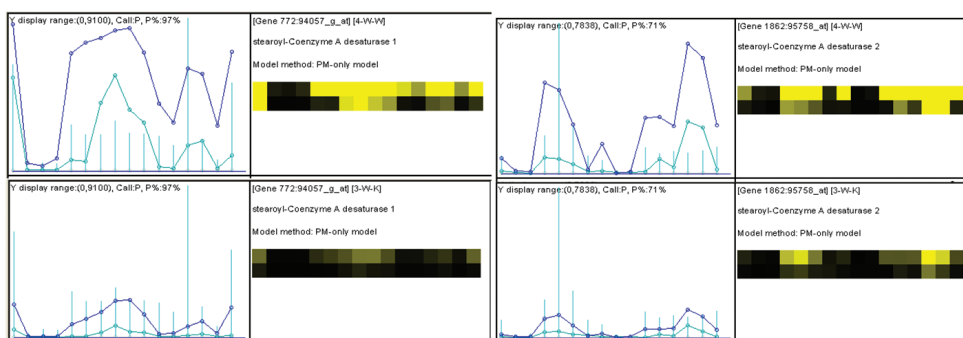 Y display range:(0,9100), Call:P, P%:97%
[Gene 772:94057_g_at] [4-W-W]
stearoyl-Coenzyme A desaturase 1
Model method: PM-only model
Y display range:(0,7838), Call:P, P%:71%
[Gene 1862:95758_at] [4-W-W]
stearoyl-Coenzyme A desaturase 2
Model method: PM-only model
Y display range:(0,9100), Call:P, P%:97%
[Gene 772:94057_g_at] [3-W-K]
stearoyl-Coenzyme A desaturase 1
Model method: PM-only model
Y display range:(0,7838), Call:P, P%:71%
[Gene 1862:95758_at] [3-W-K]
stearoyl-Coenzyme A desaturase 2
Model method: PM-only model